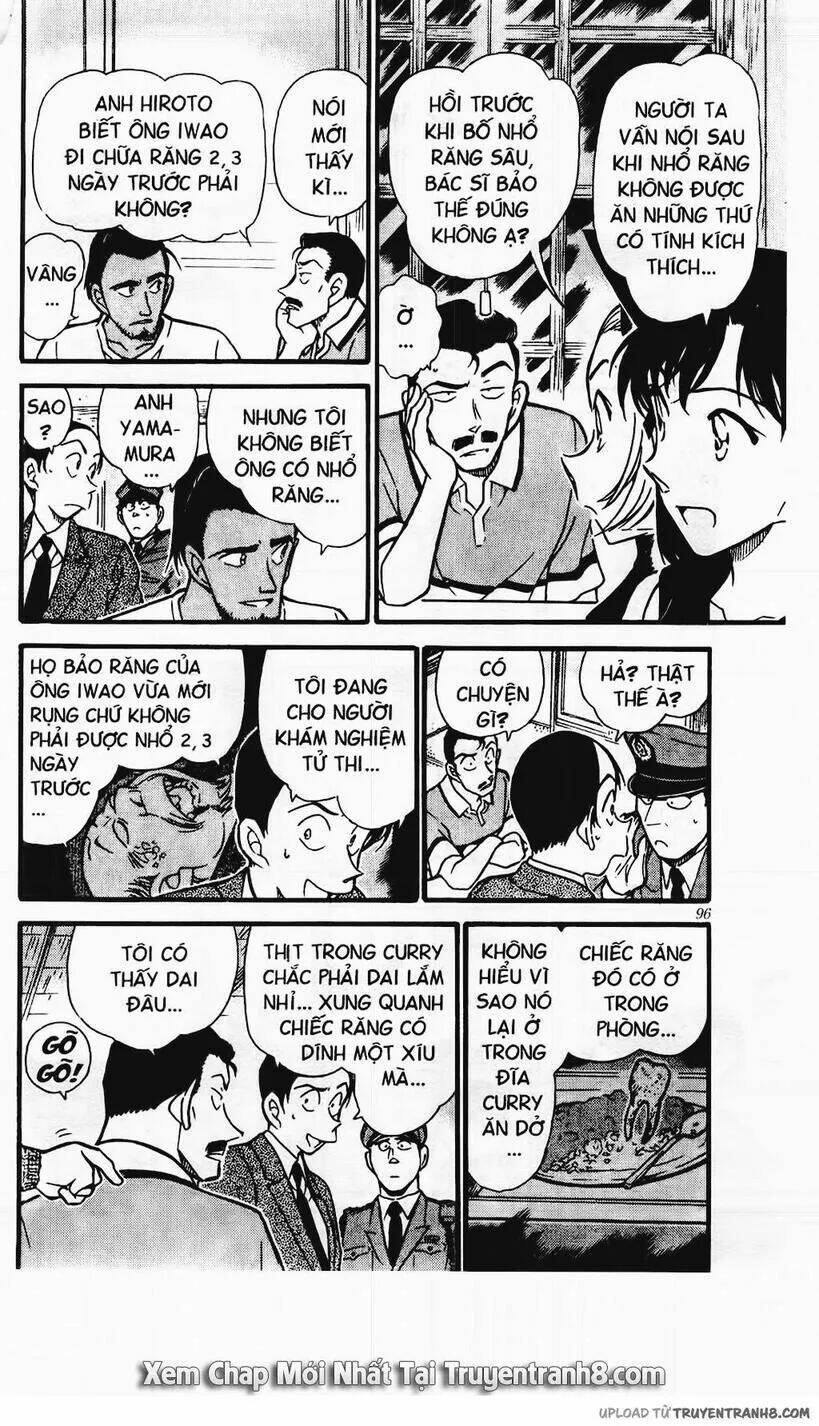 NGƯỜI TA
VẪN NÓI SAU
KHI NHỔ RĂNG
KHÔNG ĐƯỢC
ĂN NHỮNG THỨ
CÓ TÍNH KÍCH
THÍCH...
HỒI TRƯỚC
KHI BỐ NHỔ
RĂNG SÂU,
BÁC SĨ BẢO
THẾ ĐÚNG
KHÔNG Ạ?
Ờ
...
NÓI
MỚI
THẤY
KÌ...
ANH HIROTO
BIẾT ÔNG IWAO
ĐI CHỮA RĂNG 2, 3
NGÀY TRƯỚC PHẢI
KHÔNG?
VÂNG
...
NHƯNG TÔI
KHÔNG BIẾT
ÔNG CÓ NHỔ
RĂNG...
ANH
YAMA-
MURA
...
SAO
?
HẢ? THẬT
THẾ À?
CÓ
CHUYỆN
GÌ?
TÔI ĐANG
CHO NGƯỜI
KHÁM NGHIỆM
TỬ THI...
HỌ BẢO RĂNG CỦA
ÔNG IWAO VỪA MỚI
RỤNG CHỨ KHÔNG
PHẢI ĐƯỢC NHỔ 2, 3
NGÀY
TRƯỚC
...
96
CHIẾC RĂNG
ĐÓ CÓ Ở
TRONG
PHÒNG...
KHÔNG
HIỂU VÌ
SAO NÓ
LẠI Ở
TRONG
ĐĨA
CURRY
ĂN DỞ
...
THỊT TRONG CURRY
CHẮC PHẢI DAI LẮM
NHỈ... XUNG QUANH
CHIẾC RĂNG CÓ
DÍNH MỘT XÍU
MÀ...
TÔI CÓ
THẤY DAI
ĐÂU...
GÕ
GÕ!
Xem Chap Mới Nhất Tại Truyentranh8.com
UPLOAD TỪ TRUYENTRANH8.COM